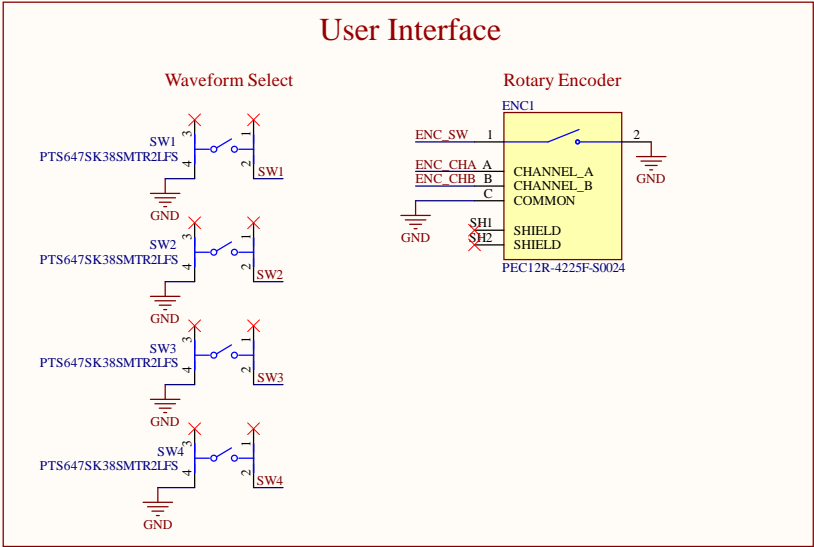 User Interface
Waveform Select
SW1
PTS647SK38SMTR2LFS
3
4
1
2
SW1
GND
SW2
PTS647SK38SMTR2LFS
3
4
1
2
SW2
GND
SW3
PTS647SK38SMTR2LFS
3
4
1
2
SW3
GND
SW4
PTS647SK38SMTR2LFS
3
4
1
2
SW4
GND
Rotary Encoder
ENC1
ENC_SW 1
2
GND
ENC_CHA A CHANNEL_A
ENC_CHB B CHANNEL_B
C COMMON
GND
SH1 SHIELD
SH2 SHIELD
PEC12R-4225F-S0024